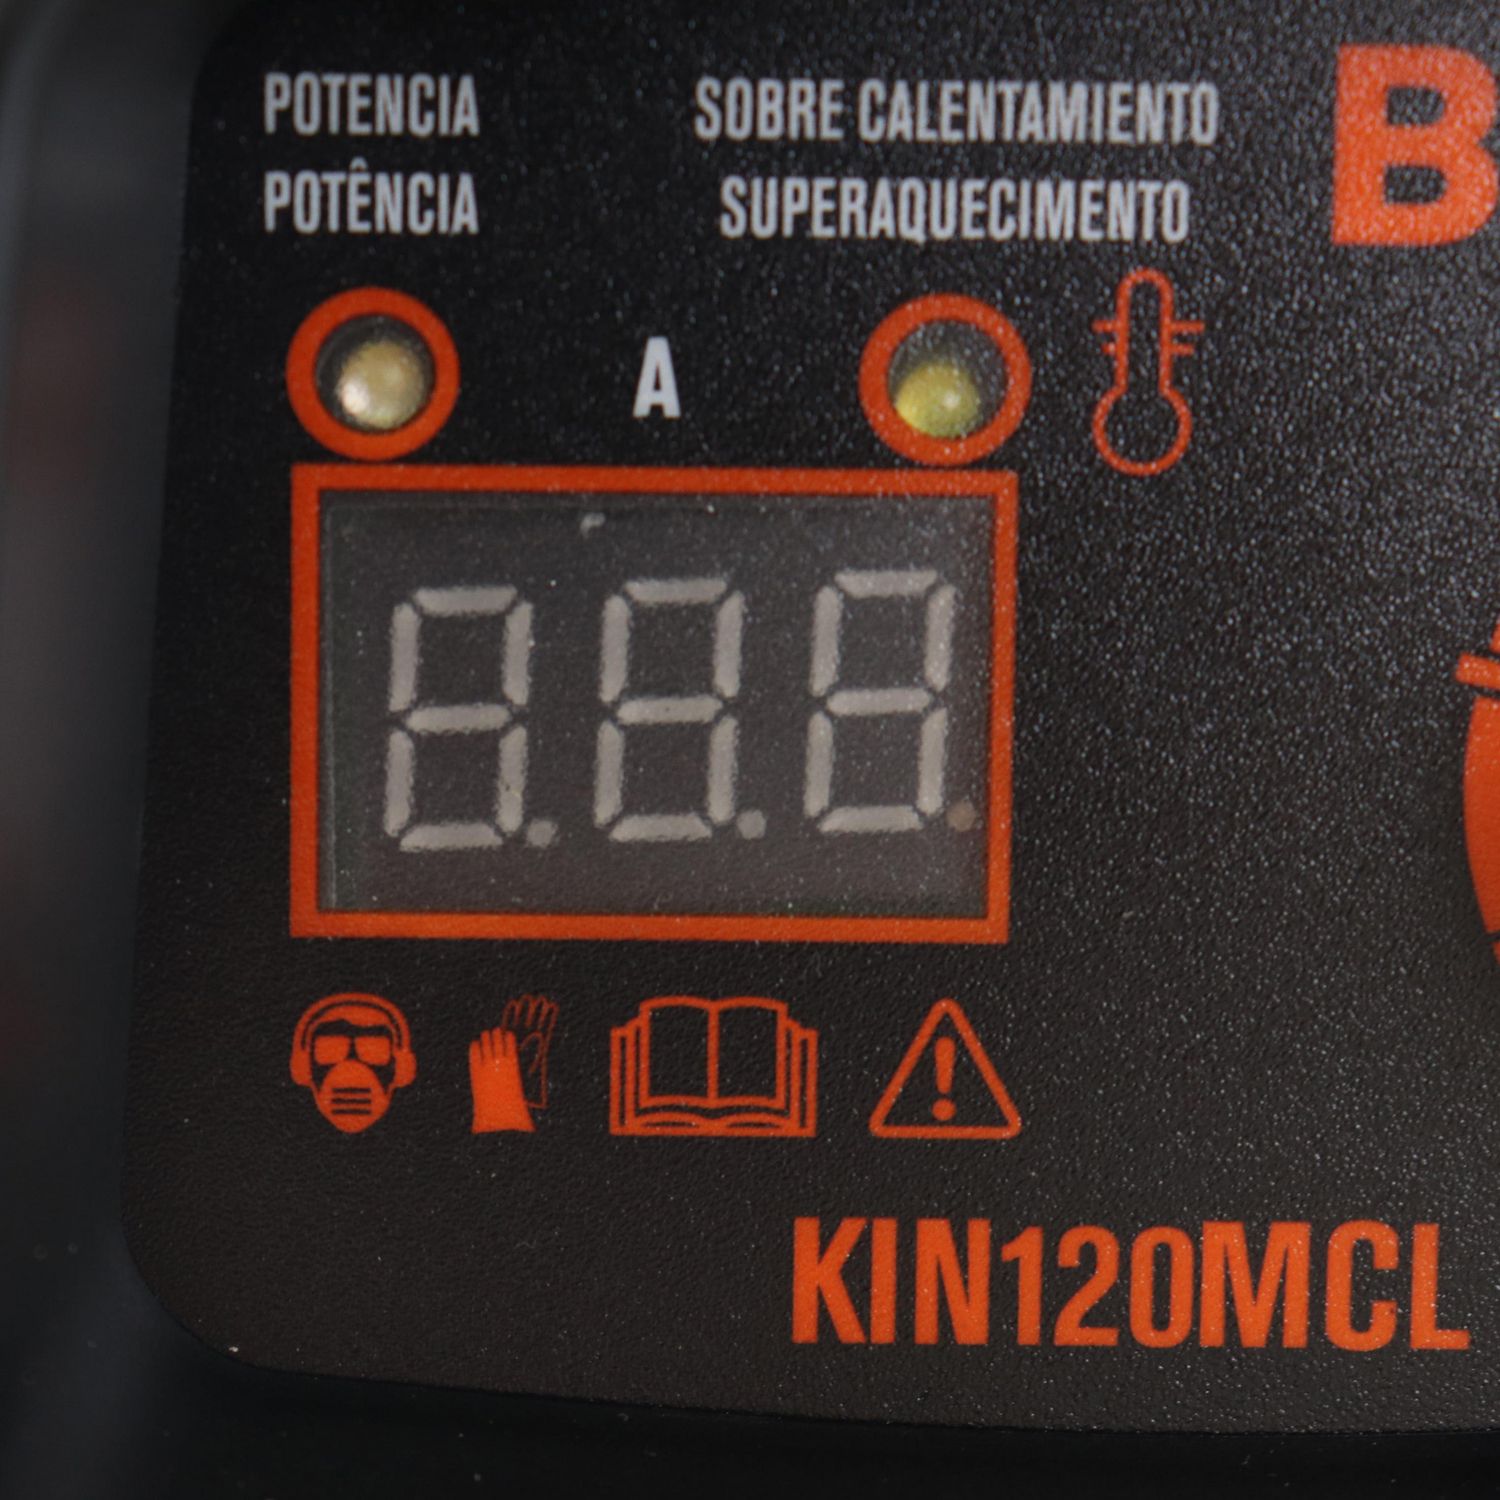 POTENCIA SOBRE CALENTAMIENTO
POTÊNCIA SUPERAQUECIMENTO
B
A
KIN120MCL